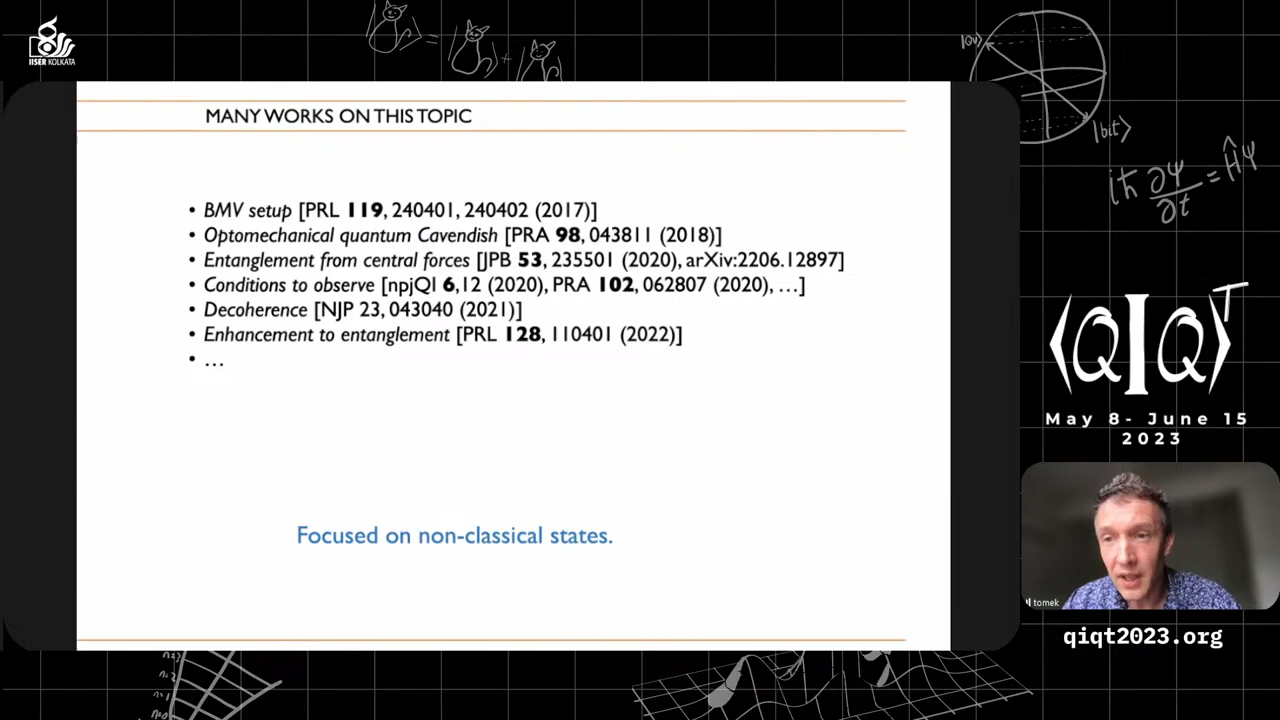 IISER KOLKATA
|Qu⟩
|bit⟩
iħ ∂ψ/∂t = Ĥψ
MANY WORKS ON THIS TOPIC
• BMV setup [PRL 119, 240401, 240402 (2017)]
• Optomechanical quantum Cavendish [PRA 98, 043811 (2018)]
• Entanglement from central forces [JPB 53, 235501 (2020), arXiv:2206.12897]
• Conditions to observe [npjQI 6,12 (2020), PRA 102, 062807 (2020), …]
• Decoherence [NJP 23, 043040 (2021)]
• Enhancement to entanglement [PRL 128, 110401 (2022)]
• …
Focused on non-classical states.
⟨QIQ⟩T
May 8- June 15
2023
tomek
qiqt2023.org
n=2
n=1
n=0